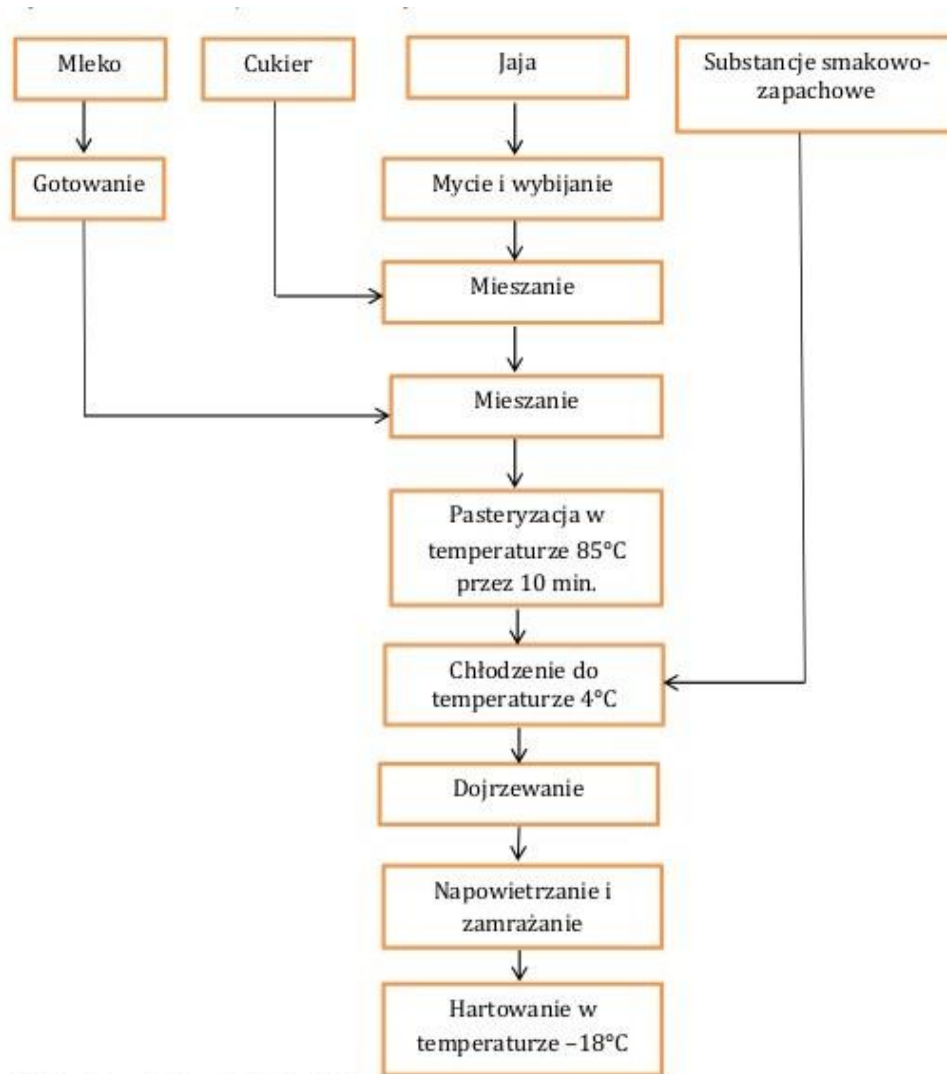 Mleko
Cukier
Jaja
Substancje smakowo-
zapachowe
Gotowanie
Mycie i wybijanie
Mieszanie
Mieszanie
Pasteryzacja w
temperaturze 85°C
przez 10 min.
Chłodzenie do
temperaturze 4°C
Dojrzewanie
Napowietrzanie i
zamrażanie
Hartowanie w
temperaturze –18°C